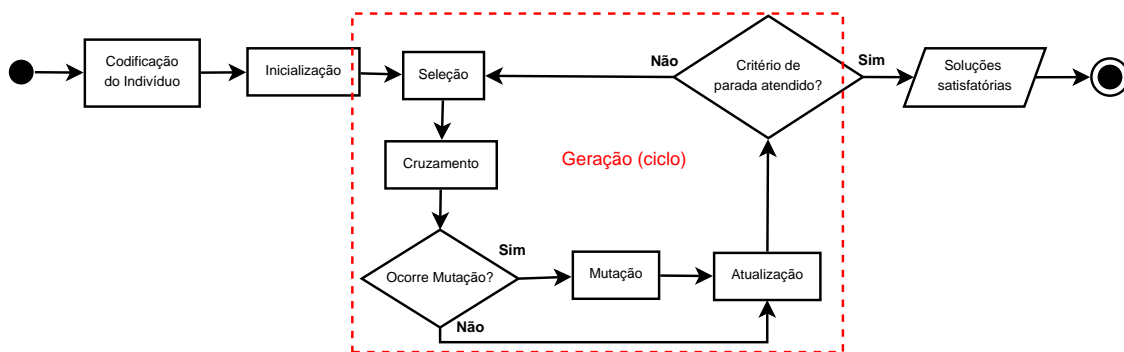 Codificação
do Indivíduo
Inicialização
Seleção
Não
Critério de
parada atendido?
Sim
Soluções
satisfatórias
Cruzamento
Geração (ciclo)
Ocorre Mutação?
Sim
Mutação
Atualização
Não